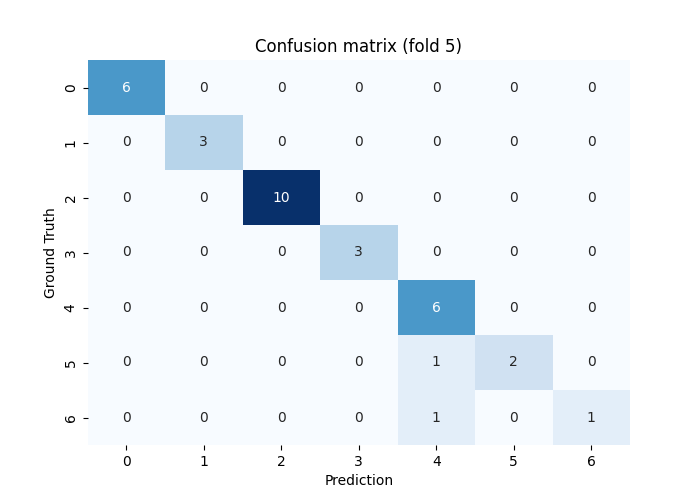 Confusion matrix (fold 5)
Ground Truth
0 6 0 0 0 0 0 0
1 0 3 0 0 0 0 0
2 0 0 10 0 0 0 0
3 0 0 0 3 0 0 0
4 0 0 0 0 6 0 0
5 0 0 0 0 1 2 0
6 0 0 0 0 1 0 1
0 1 2 3 4 5 6
Prediction